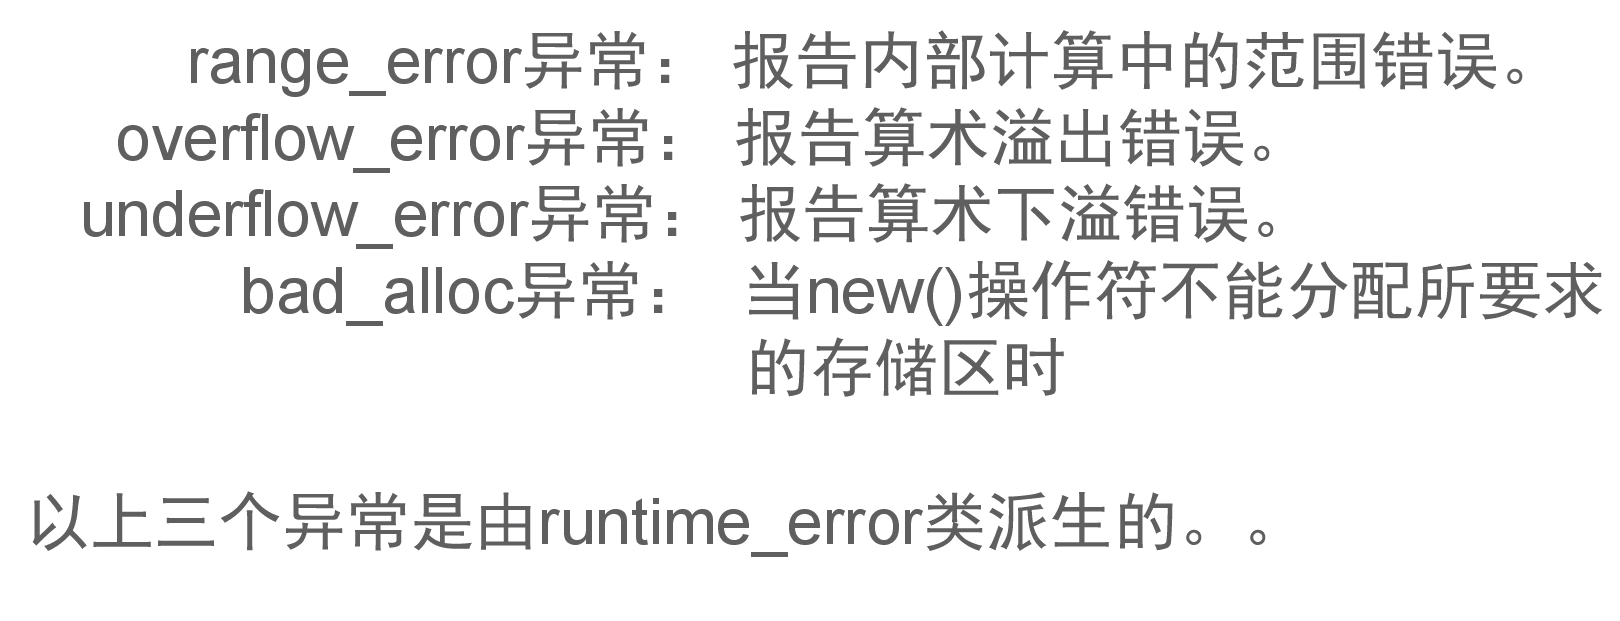 range_error异常： 报告内部计算中的范围错误。
overflow_error异常： 报告算术溢出错误。
underflow_error异常： 报告算术下溢错误。
bad_alloc异常： 当new()操作符不能分配所要求
的存储区时
以上三个异常是由runtime_error类派生的。。